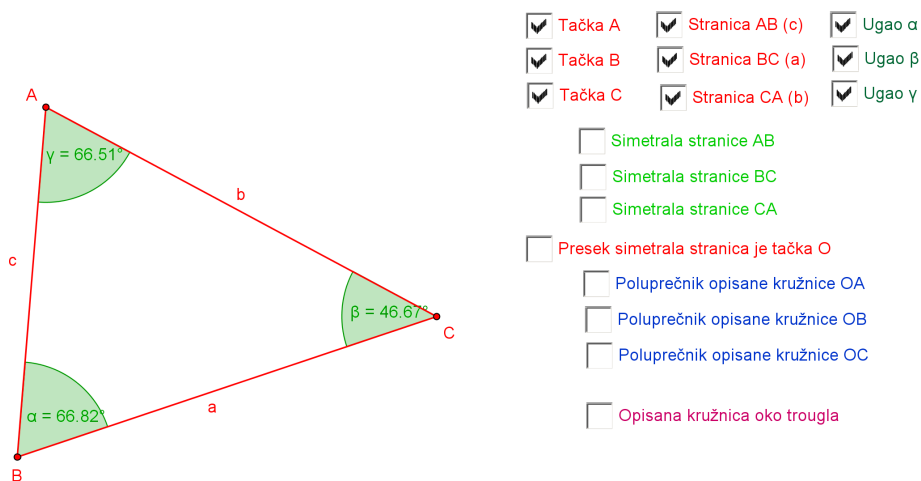 Tačka A
Stranica AB (c)
Ugao α
Tačka B
Stranica BC (a)
Ugao β
Tačka C
Stranica CA (b)
Ugao γ
Simetrala stranice AB
Simetrala stranice BC
Simetrala stranice CA
Presek simetrala stranica je tačka O
Poluprečnik opisane kružnice OA
Poluprečnik opisane kružnice OB
Poluprečnik opisane kružnice OC
Opisana kružnica oko trougla
A
γ = 66.51°
b
c
β = 46.67°
C
a
α = 66.82°
B